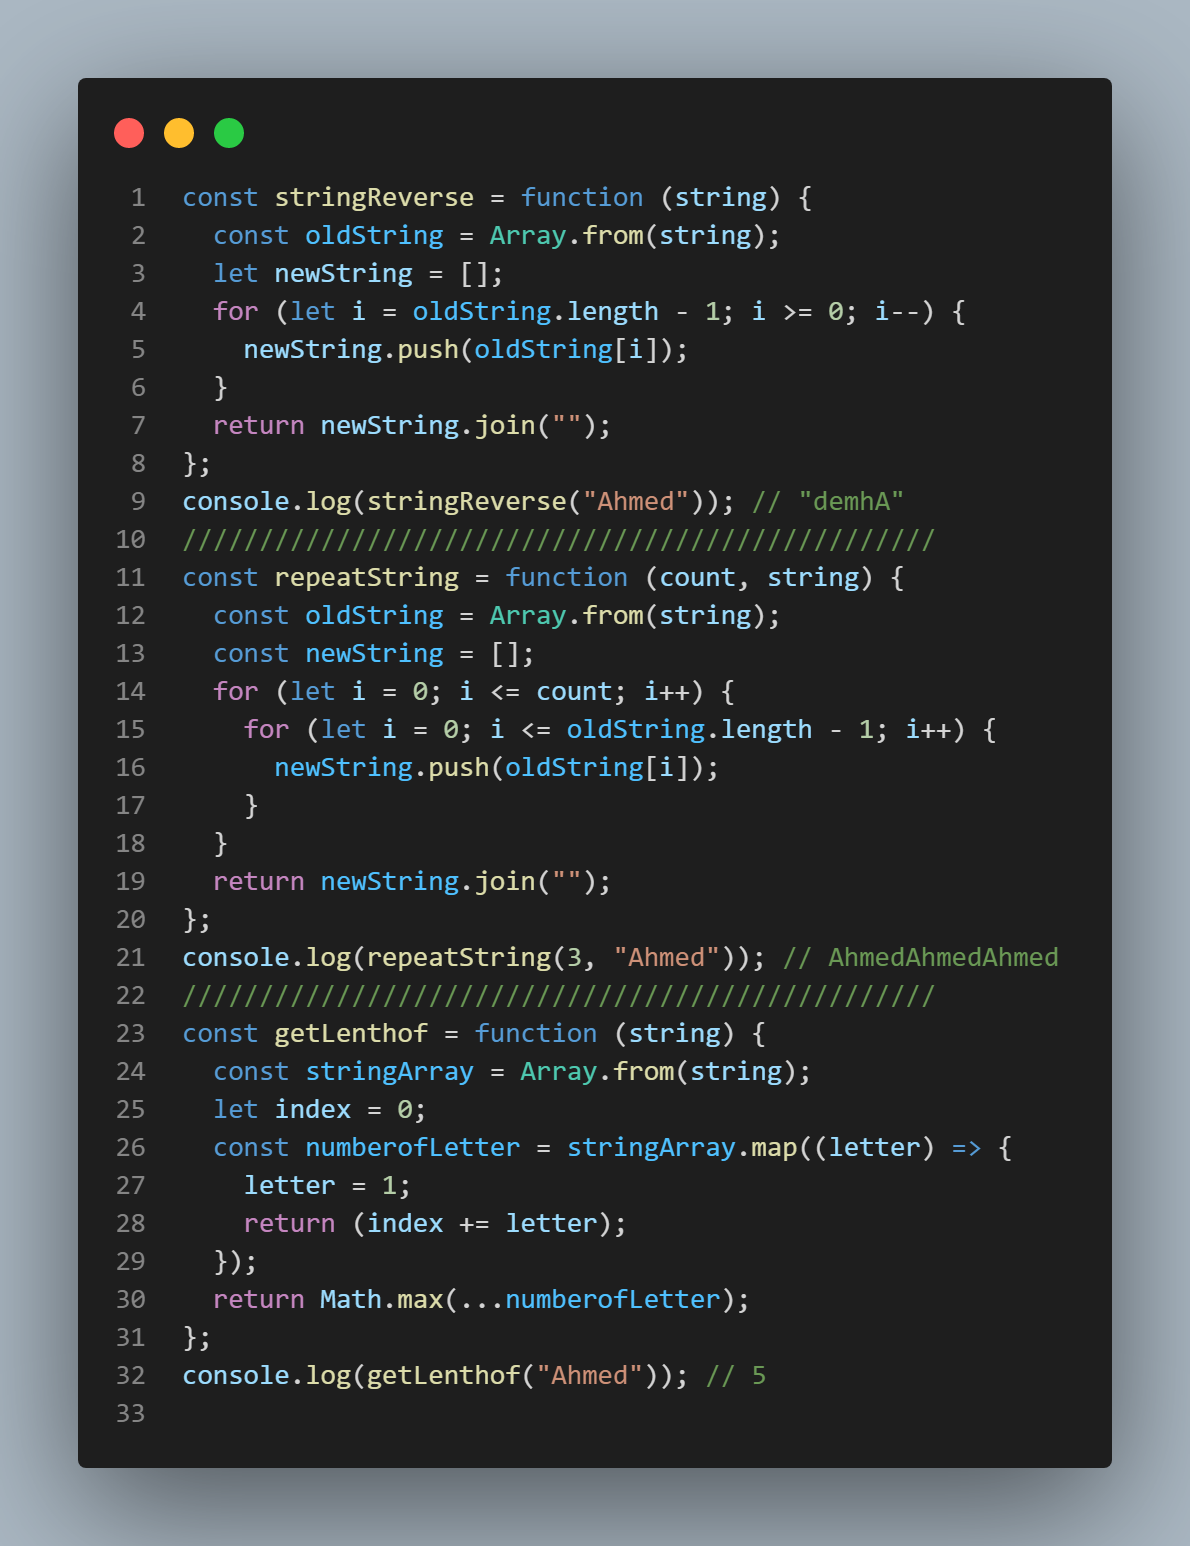 1 const stringReverse = function (string) {
2   const oldString = Array.from(string);
3   let newString = [];
4   for (let i = oldString.length - 1; i >= 0; i--) {
5     newString.push(oldString[i]);
6   }
7   return newString.join("");
8 };
9 console.log(stringReverse("Ahmed")); // "demhA"
10 /////////////////////////////////////////////////
11 const repeatString = function (count, string) {
12   const oldString = Array.from(string);
13   const newString = [];
14   for (let i = 0; i <= count; i++) {
15     for (let i = 0; i <= oldString.length - 1; i++) {
16       newString.push(oldString[i]);
17     }
18   }
19   return newString.join("");
20 };
21 console.log(repeatString(3, "Ahmed")); // AhmedAhmedAhmed
22 /////////////////////////////////////////////////
23 const getLenthof = function (string) {
24   const stringArray = Array.from(string);
25   let index = 0;
26   const numberofLetter = stringArray.map((letter) => {
27     letter = 1;
28     return (index += letter);
29   });
30   return Math.max(...numberofLetter);
31 };
32 console.log(getLenthof("Ahmed")); // 5
33